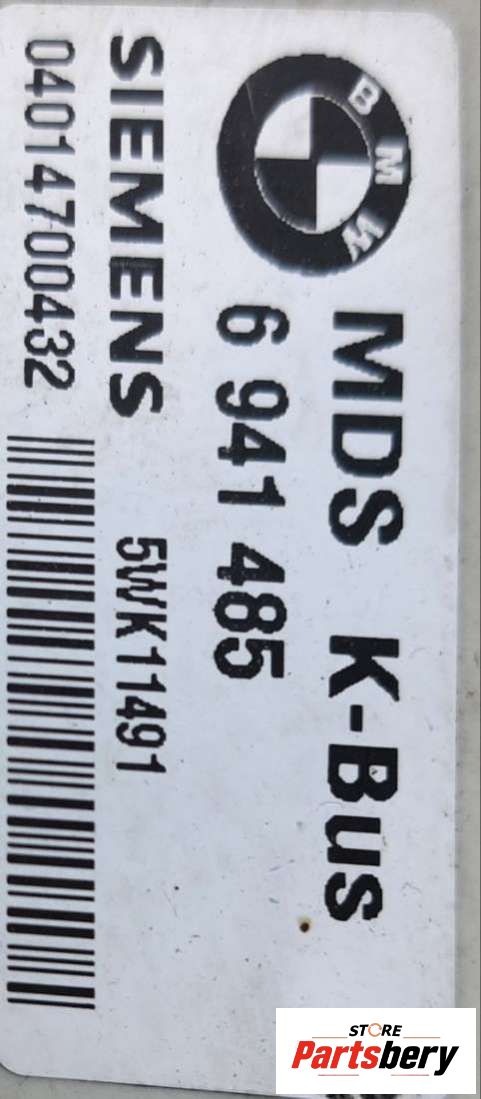 BMW
MDS K-Bus
6 941 485
SIEMENS 5WK11491
04014700432
STORE
Partsbery